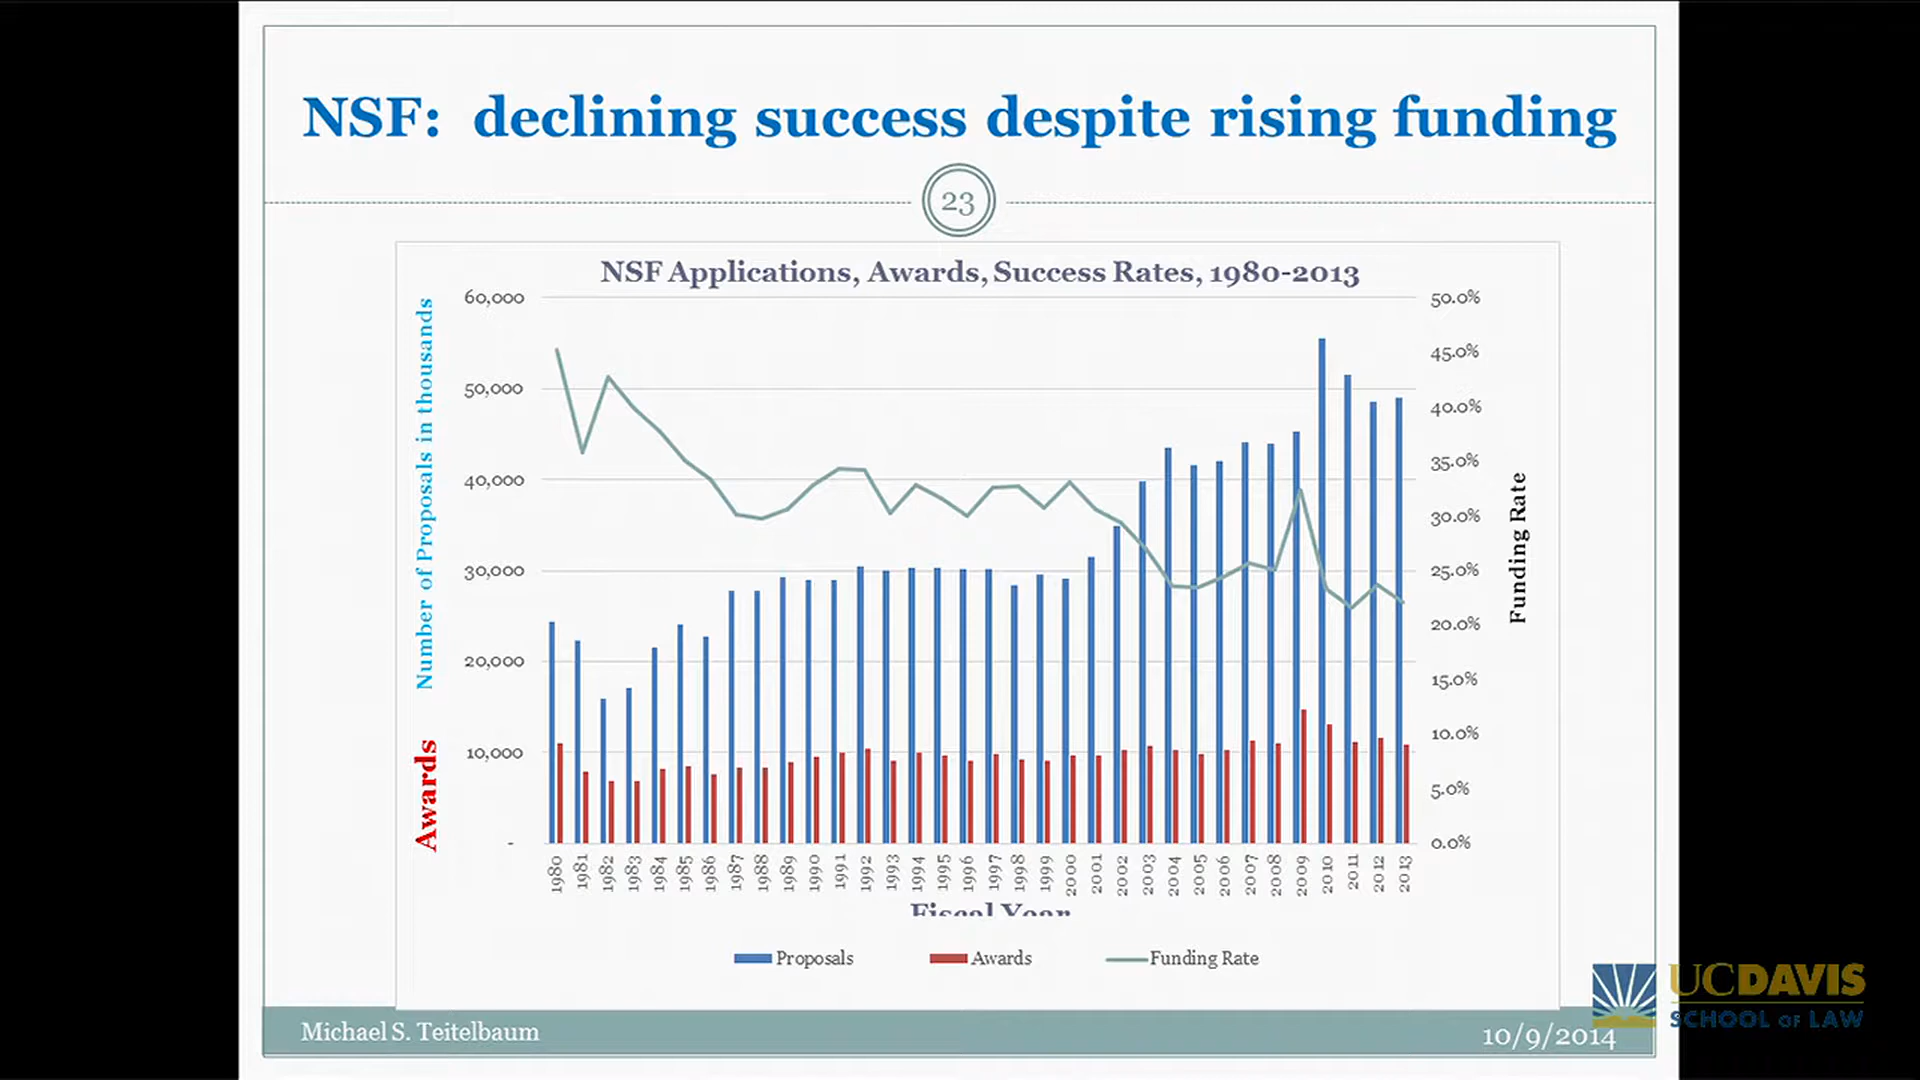 NSF: declining success despite rising funding
23
NSF Applications, Awards, Success Rates, 1980-2013
Number of Proposals in thousands
Awards
60,000
50,000
40,000
30,000
20,000
10,000
-
50.0%
45.0%
40.0%
35.0%
30.0%
25.0%
20.0%
15.0%
10.0%
5.0%
0.0%
Funding Rate
1980 1981 1982 1983 1984 1985 1986 1987 1988 1989 1990 1991 1992 1993 1994 1995 1996 1997 1998 1999 2000 2001 2002 2003 2004 2005 2006 2007 2008 2009 2010 2011 2012 2013
Fiscal Year
Proposals Awards Funding Rate
Michael S. Teitelbaum
10/9/2014
UCDAVIS
SCHOOL OF LAW